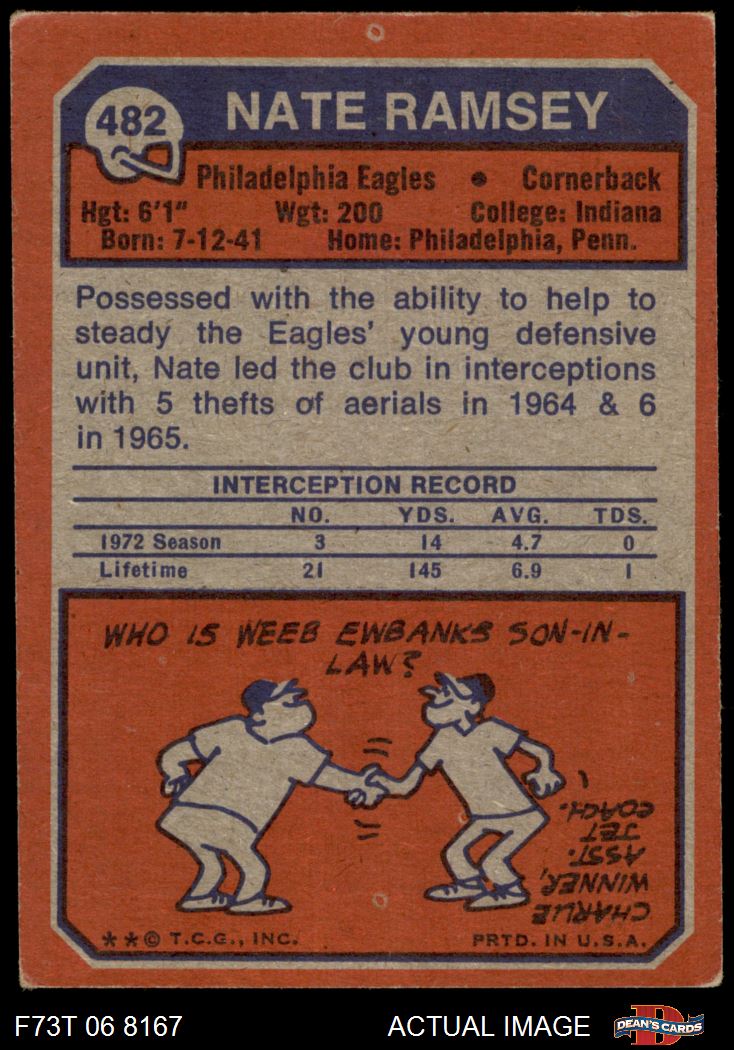 482 NATE RAMSEY
Philadelphia Eagles • Cornerback
Hgt: 6'1" Wgt: 200 College: Indiana
Born: 7-12-41 Home: Philadelphia, Penn.
Possessed with the ability to help to
steady the Eagles' young defensive
unit, Nate led the club in interceptions
with 5 thefts of aerials in 1964 & 6
in 1965.
INTERCEPTION RECORD
NO. YDS. AVG. TDS.
1972 Season 3 14 4.7 0
Lifetime 21 145 6.9 1
WHO IS WEEB EWBANKS SON-IN-
LAW?
CHARLIE
WINNER,
ASST.
JET
COACH.
**© T.C.G., INC. PRTD. IN U.S.A.
F73T 06 8167 ACTUAL IMAGE D DEAN'S CARDS